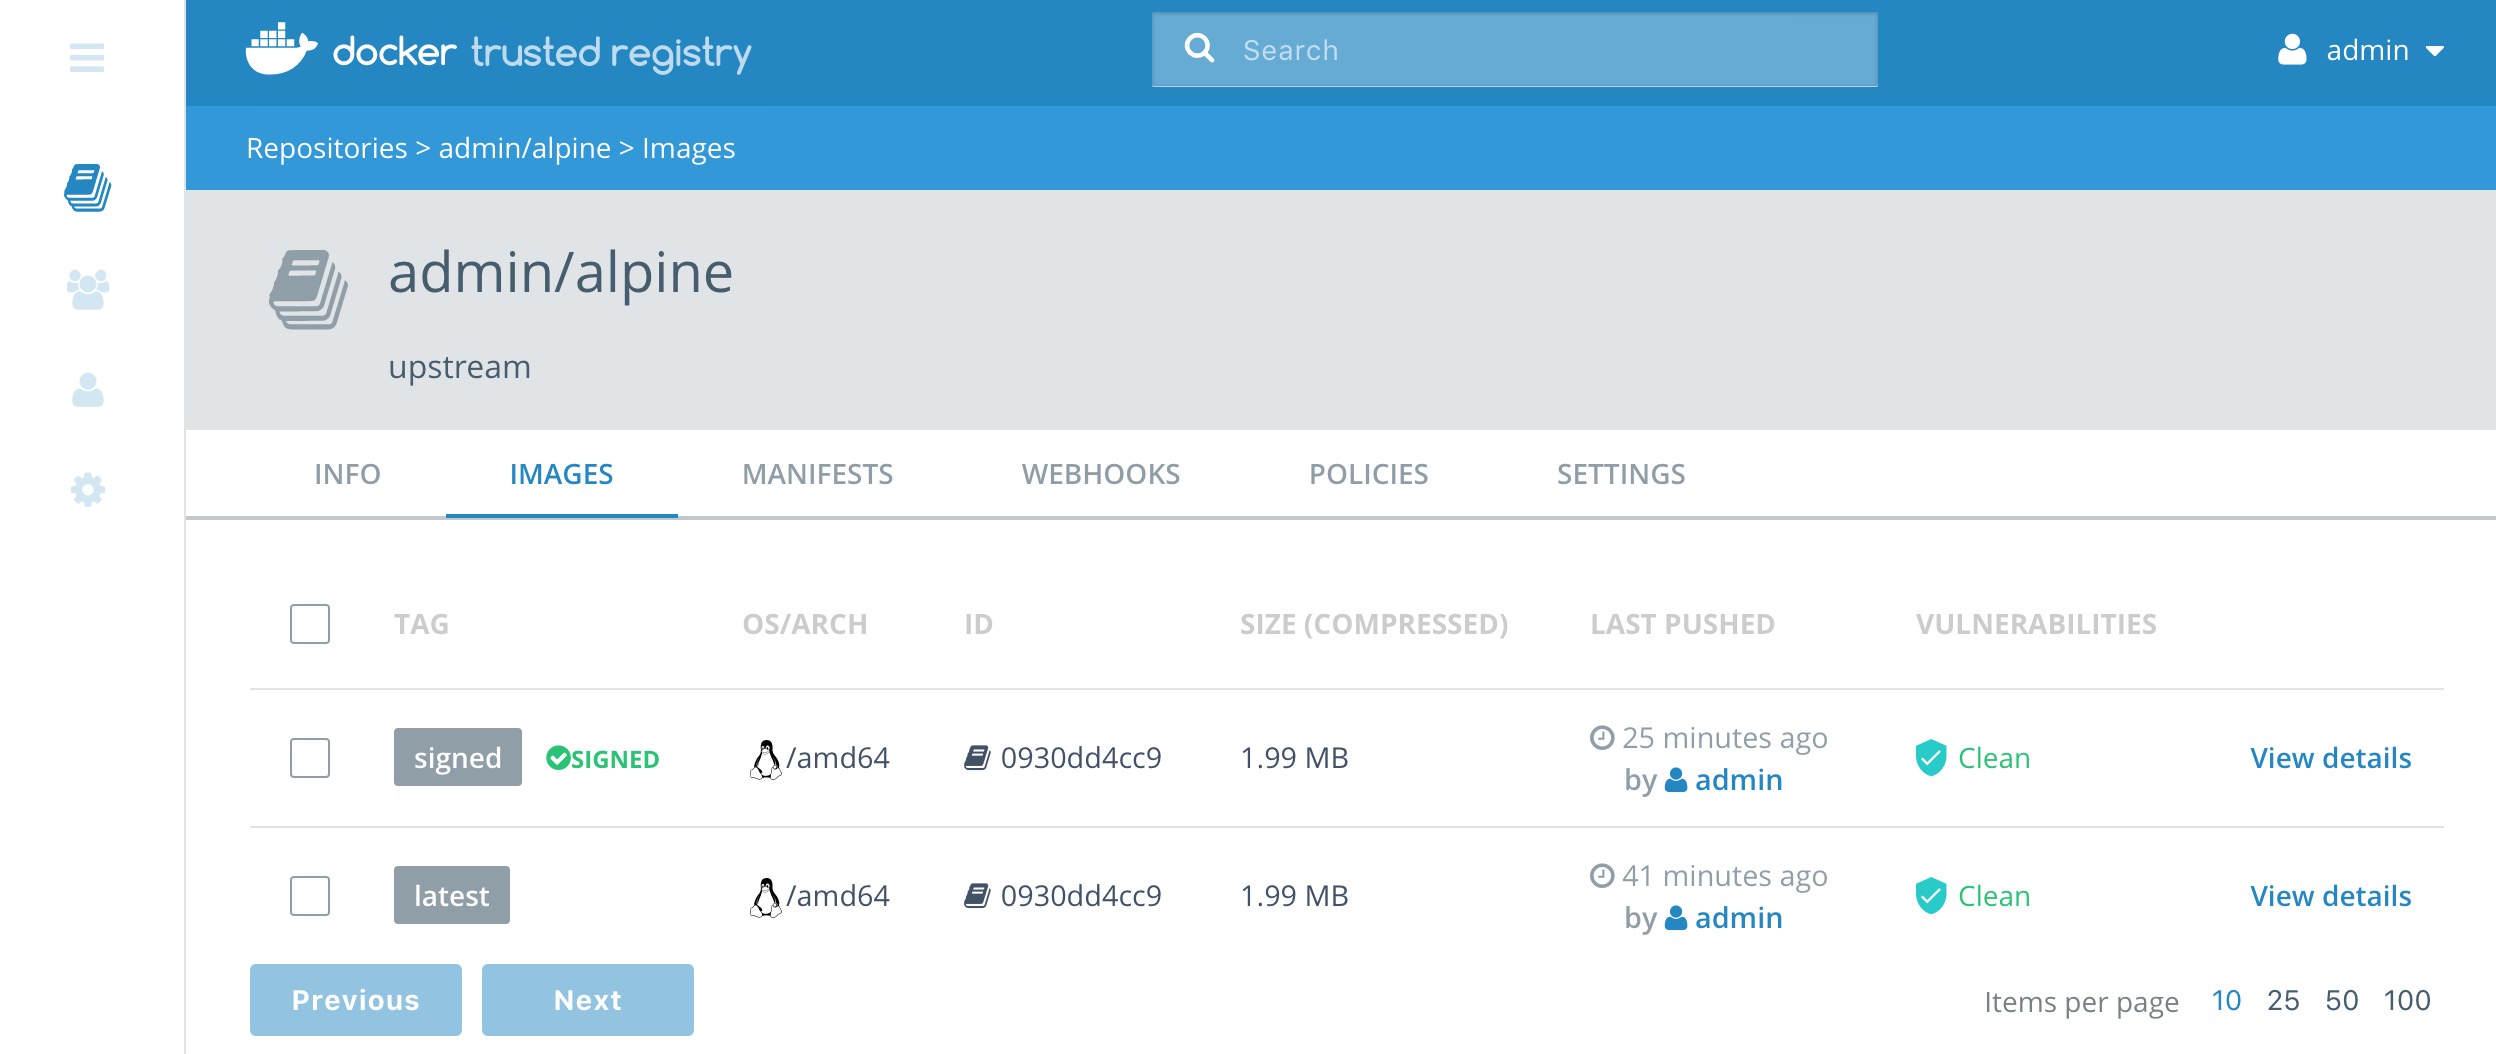 docker trusted registry
Search
admin
Repositories > admin/alpine > Images
admin/alpine
upstream
INFO IMAGES MANIFESTS WEBHOOKS POLICIES SETTINGS
TAG OS/ARCH ID SIZE (COMPRESSED) LAST PUSHED VULNERABILITIES
signed SIGNED /amd64 0930dd4cc9 1.99 MB 25 minutes ago by admin Clean View details
latest /amd64 0930dd4cc9 1.99 MB 41 minutes ago by admin Clean View details
Previous Next Items per page 10 25 50 100